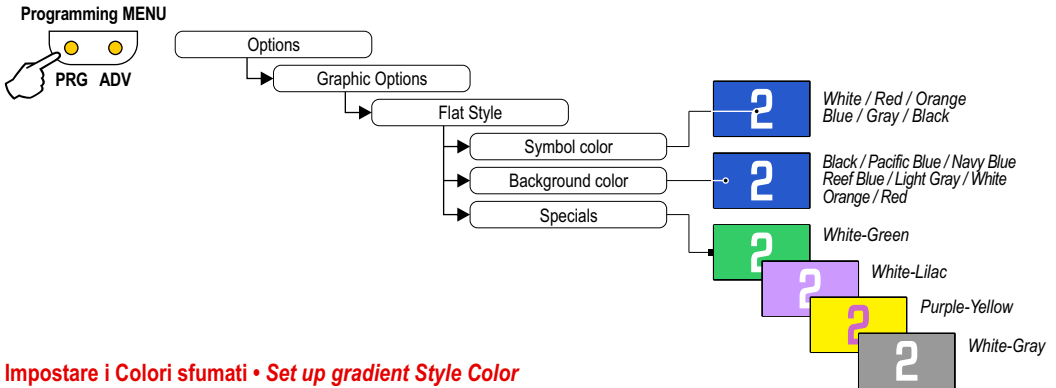 Programming MENU
PRG ADV
Options
Graphic Options
Flat Style
Symbol color
Background color
Specials
2
White / Red / Orange
Blue / Gray / Black
2
Black / Pacific Blue / Navy Blue
Reef Blue / Light Gray / White
Orange / Red
2
White-Green
2
White-Lilac
2
Purple-Yellow
2
White-Gray
Impostare i Colori sfumati • Set up gradient Style Color